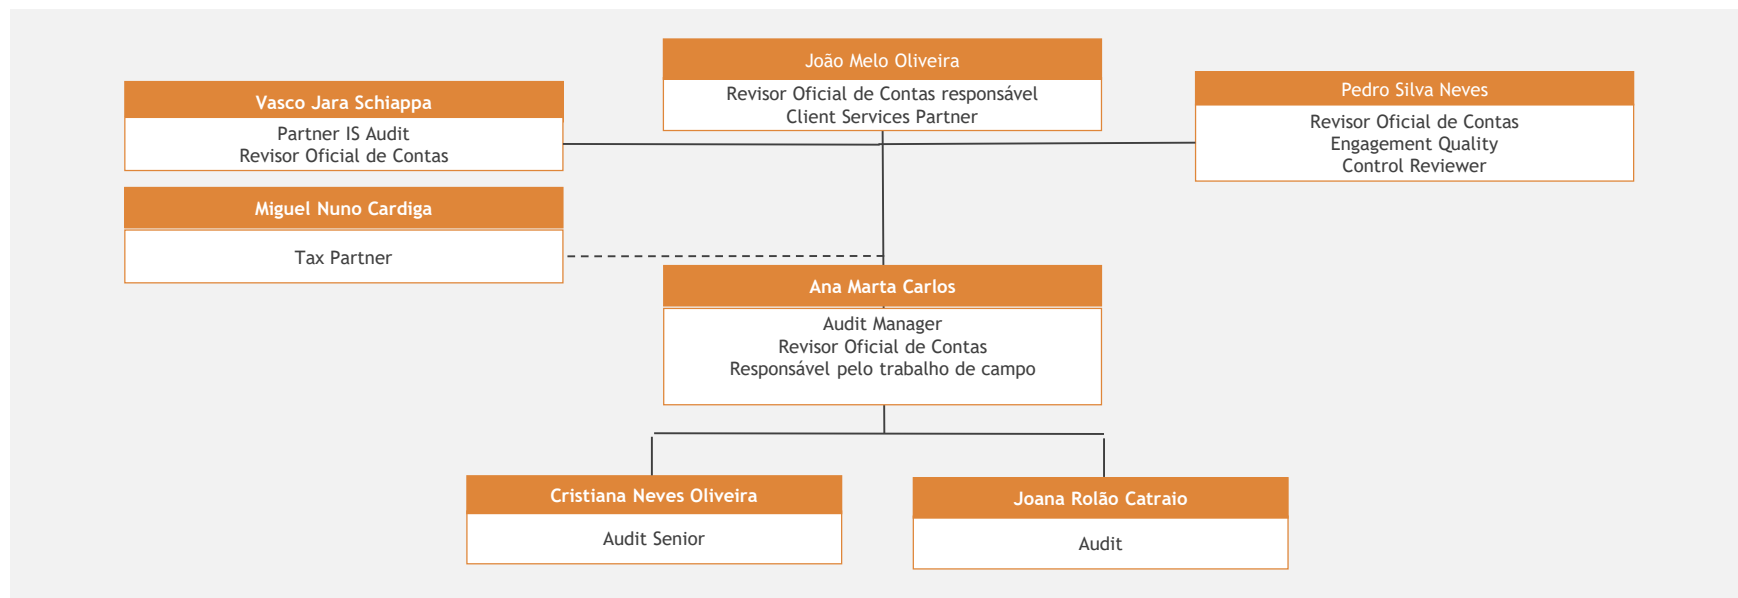 João Melo Oliveira
Revisor Oficial de Contas responsável
Client Services Partner
Vasco Jara Schiappa
Partner IS Audit
Revisor Oficial de Contas
Pedro Silva Neves
Revisor Oficial de Contas
Engagement Quality
Control Reviewer
Miguel Nuno Cardiga
Tax Partner
Ana Marta Carlos
Audit Manager
Revisor Oficial de Contas
Responsável pelo trabalho de campo
Cristiana Neves Oliveira
Audit Senior
Joana Rolão Catraio
Audit